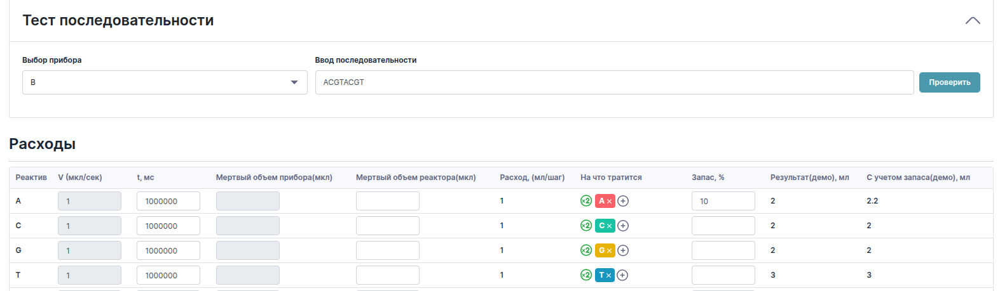 Тест последовательности
Выбор прибора Ввод последовательности
B ACGTACGT Проверить
Расходы
Реактив V (мкл/сек) t, мс Мертвый объем прибора(мкл) Мертвый объем реактора(мкл) Расход, (мл/шаг) На что тратится Запас, % Результат(демо), мл С учетом запаса(демо), мл
A 1 1000000 1 x2 A × + 10 2 2.2
C 1 1000000 1 x2 C × + 2 2
G 1 1000000 1 x2 G × + 2 2
T 1 1000000 1 x2 T × + 3 3